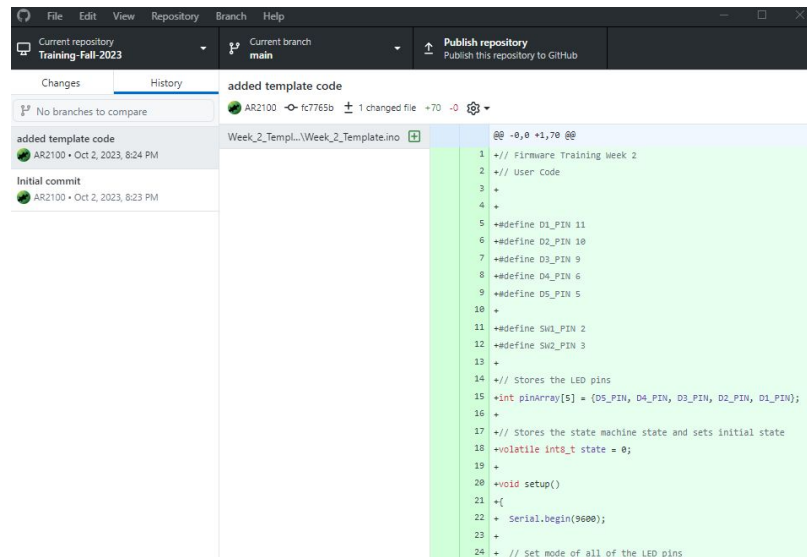 File Edit View Repository Branch Help
Current repository
Training-Fall-2023
Current branch
main
Publish repository
Publish this repository to GitHub
Changes History
No branches to compare
added template code
AR2100 • Oct 2, 2023, 8:24 PM
Initial commit
AR2100 • Oct 2, 2023, 8:23 PM
added template code
AR2100 fc7765b 1 changed file +70 -0
Week_2_Templ...\Week_2_Template.ino
@@ -0,0 +1,70 @@
1 +// Firmware Training Week 2
2 +// User Code
3 +
4 +
5 +#define D1_PIN 11
6 +#define D2_PIN 10
7 +#define D3_PIN 9
8 +#define D4_PIN 6
9 +#define D5_PIN 5
10 +
11 +#define SW1_PIN 2
12 +#define SW2_PIN 3
13 +
14 +// Stores the LED pins
15 +int pinArray[5] = {D5_PIN, D4_PIN, D3_PIN, D2_PIN, D1_PIN};
16 +
17 +// Stores the state machine state and sets initial state
18 +volatile int8_t state = 0;
19 +
20 +void setup()
21 +{
22 + Serial.begin(9600);
23 +
24 + // Set mode of all of the LED pins